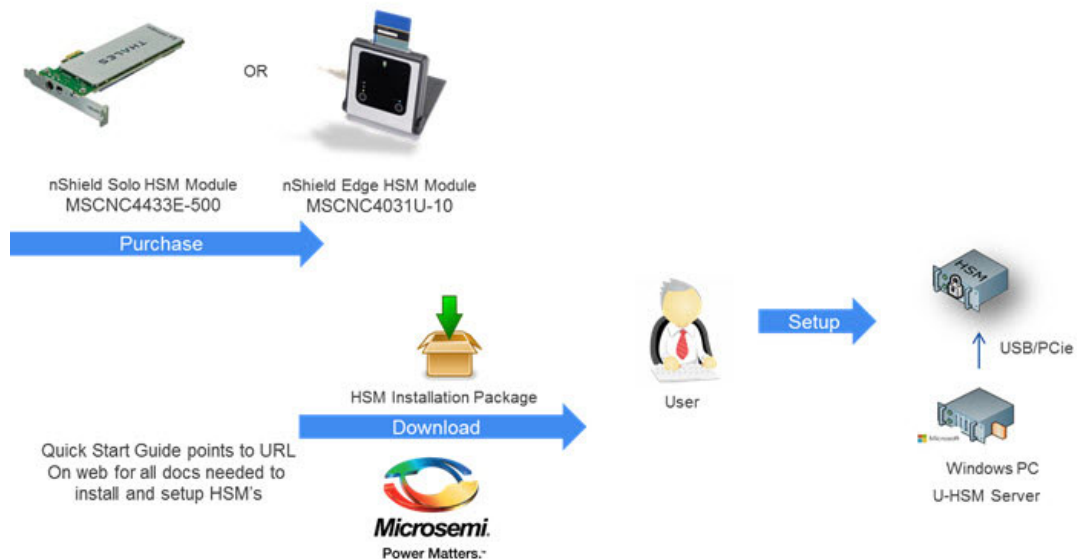 THALES
OR
nShield Solo HSM Module
MSCNC4433E-500
nShield Edge HSM Module
MSCNC4031U-10
Purchase
HSM Installation Package
Download
Quick Start Guide points to URL
On web for all docs needed to
install and setup HSM's
Microsemi.
Power Matters.™
User
Setup
HSM
USB/PCie
Microsoft
Windows PC
U-HSM Server